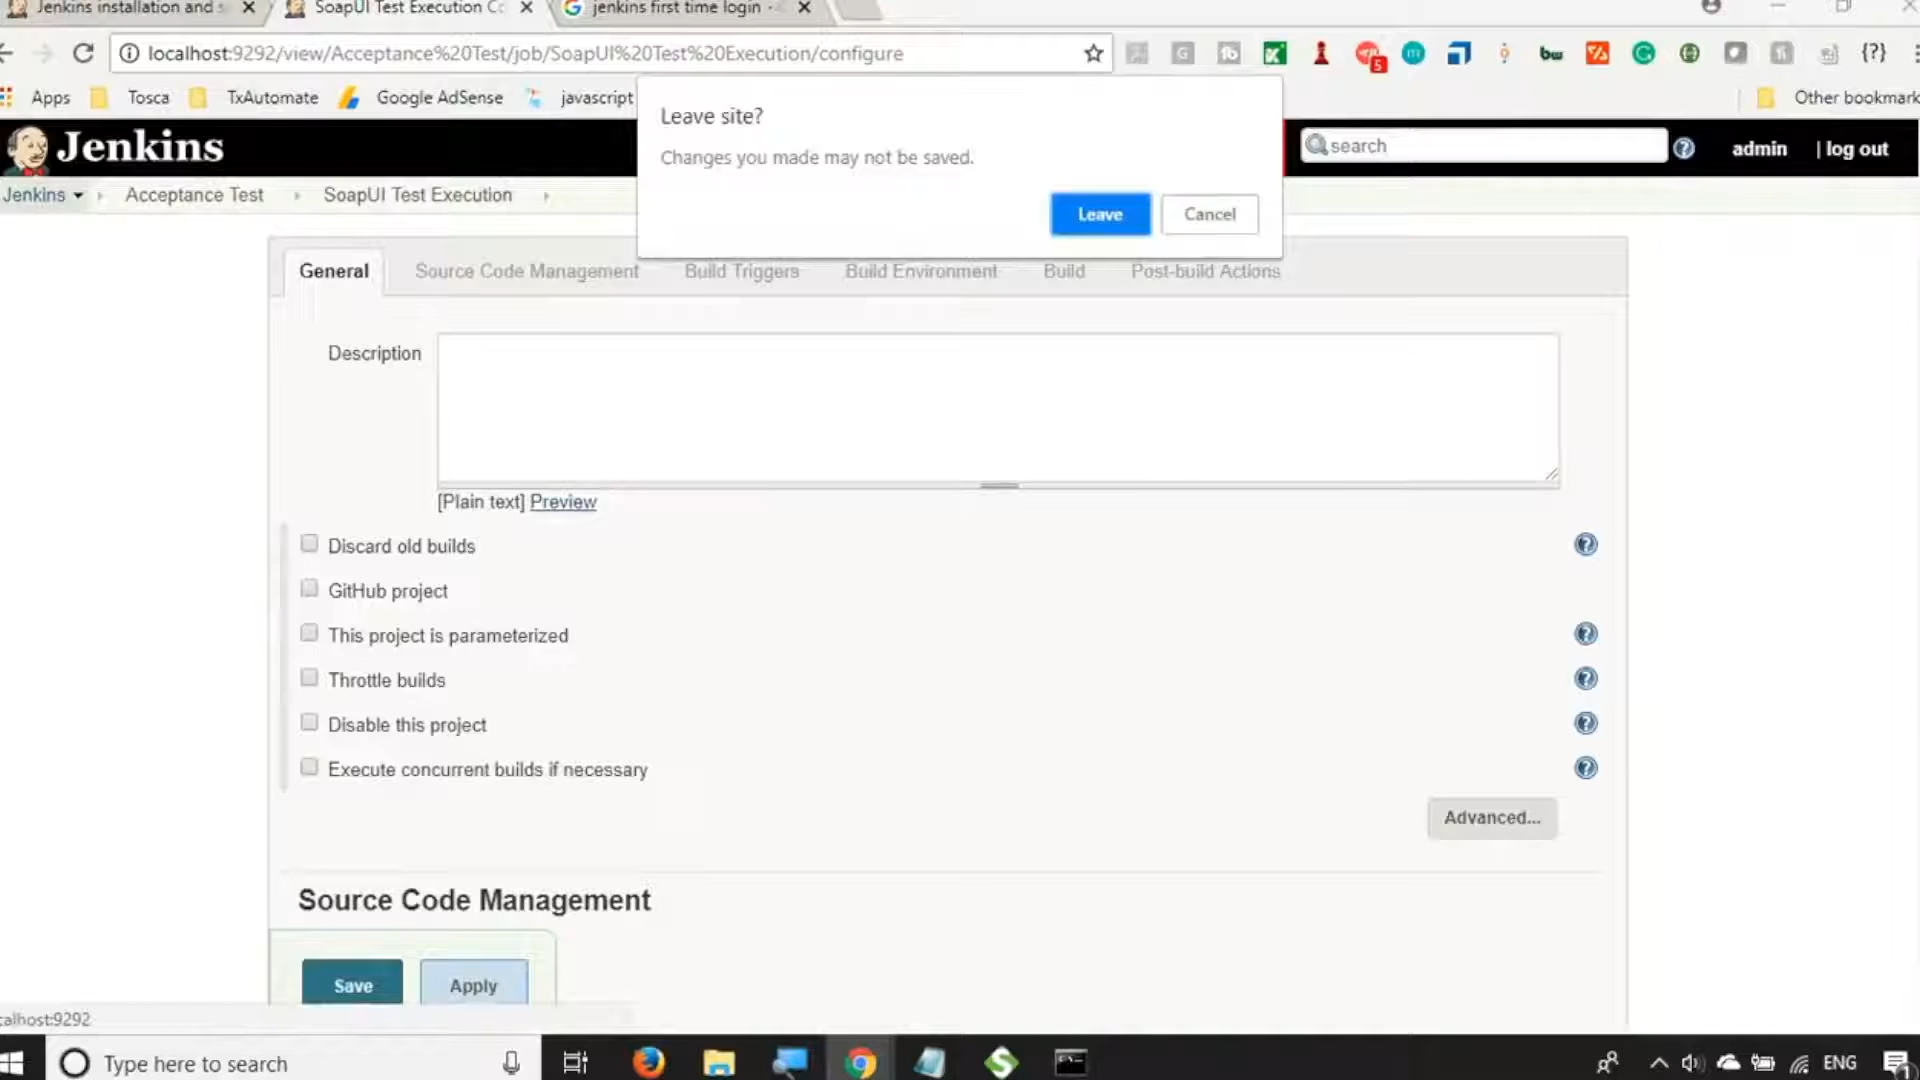 Jenkins installation and s
SoapUI Test Execution Co
jenkins first time login -
localhost:9292/view/Acceptance%20Test/job/SoapUI%20Test%20Execution/configure
5
bw
{?}
Apps
Tosca
TxAutomate
Google AdSense
javascript
Other bookmark
Leave site?
Changes you made may not be saved.
Leave
Cancel
Jenkins
search
admin
| log out
Jenkins
Acceptance Test
SoapUI Test Execution
General
Source Code Management
Build Triggers
Build Environment
Build
Post-build Actions
Description
[Plain text] Preview
Discard old builds
GitHub project
This project is parameterized
Throttle builds
Disable this project
Execute concurrent builds if necessary
Advanced...
Source Code Management
Save
Apply
calhost:9292
Type here to search
ENG
1